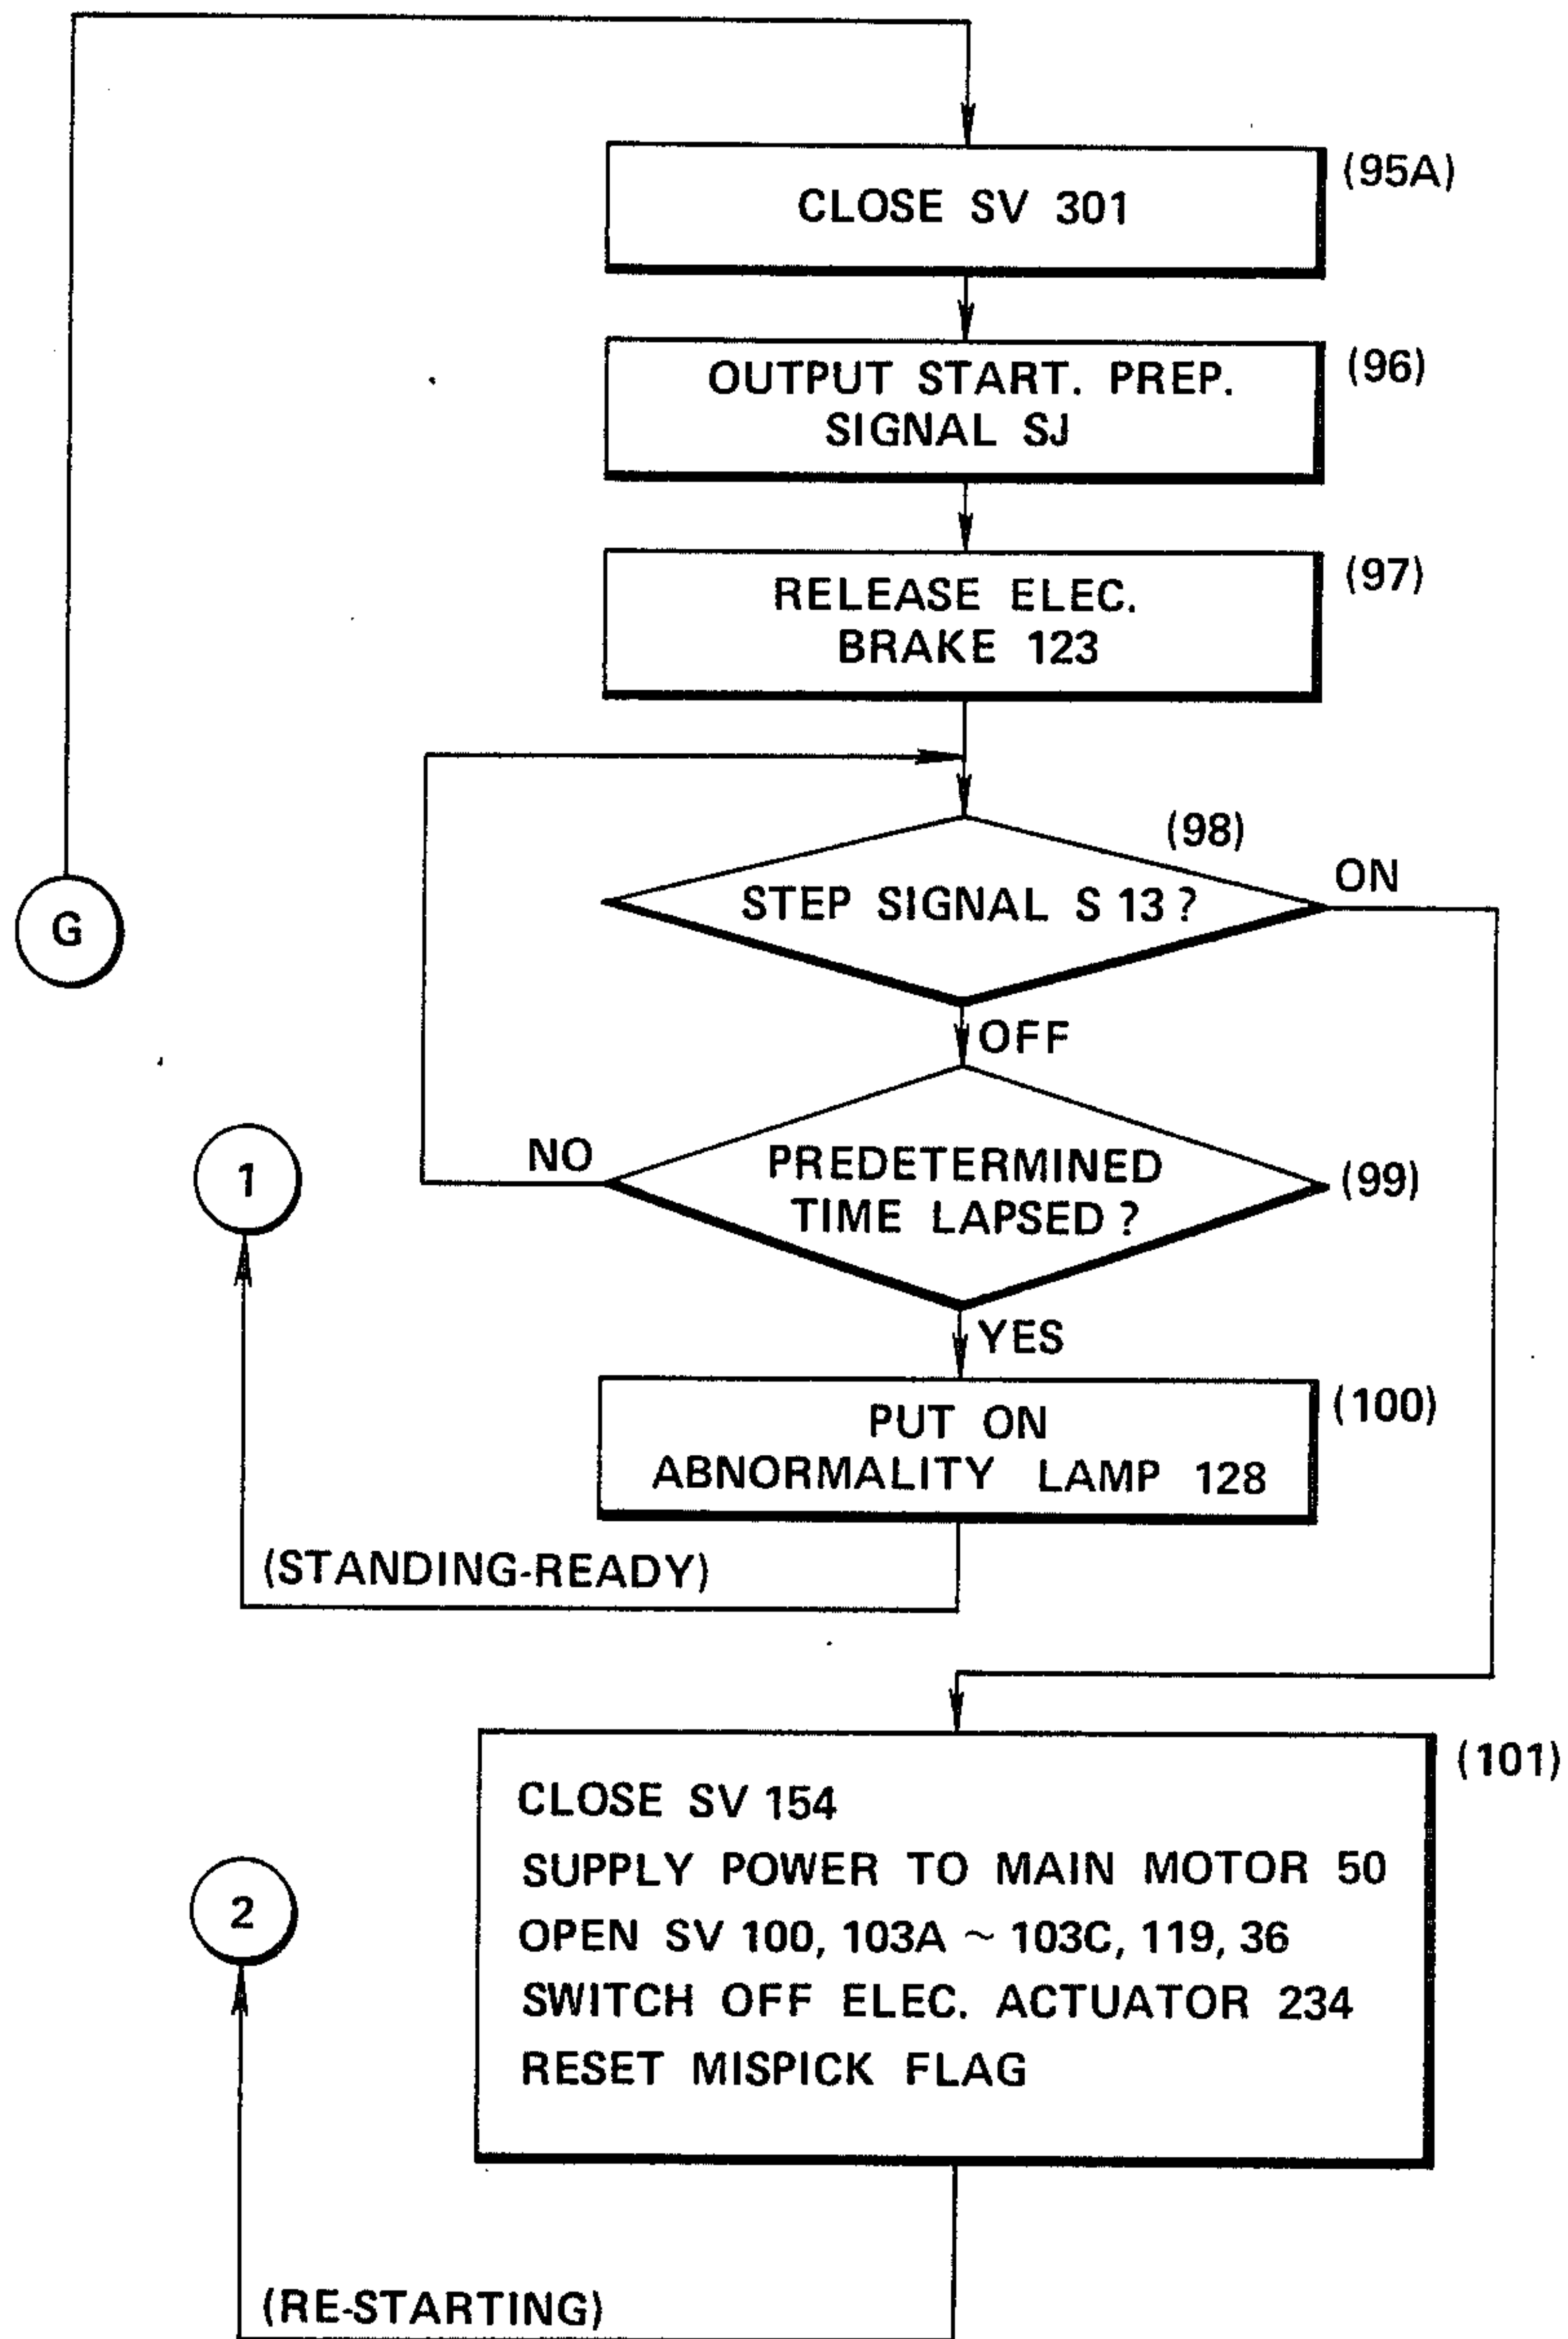 (95A)
CLOSE SV 301
(96)
OUTPUT START. PREP.
SIGNAL SJ
(97)
RELEASE ELEC.
BRAKE 123
(98)
ON
STEP SIGNAL S 13 ?
G
OFF
1
NO
PREDETERMINED
TIME LAPSED ?
(99)
YES
(100)
PUT ON
ABNORMALITY LAMP 128
(STANDING-READY)
(101)
CLOSE SV 154
SUPPLY POWER TO MAIN MOTOR 50
2
OPEN SV 100, 103A ~ 103C, 119, 36
SWITCH OFF ELEC. ACTUATOR 234
RESET MISPICK FLAG
(RE-STARTING)